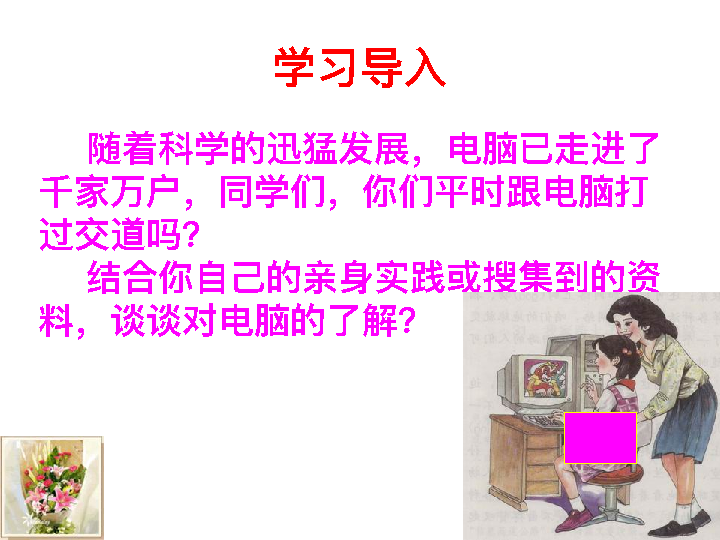 学习导入
随着科学的迅猛发展，电脑已走进了
千家万户，同学们，你们平时跟电脑打
过交道吗？
结合你自己的亲身实践或搜集到的资
料，谈谈对电脑的了解？